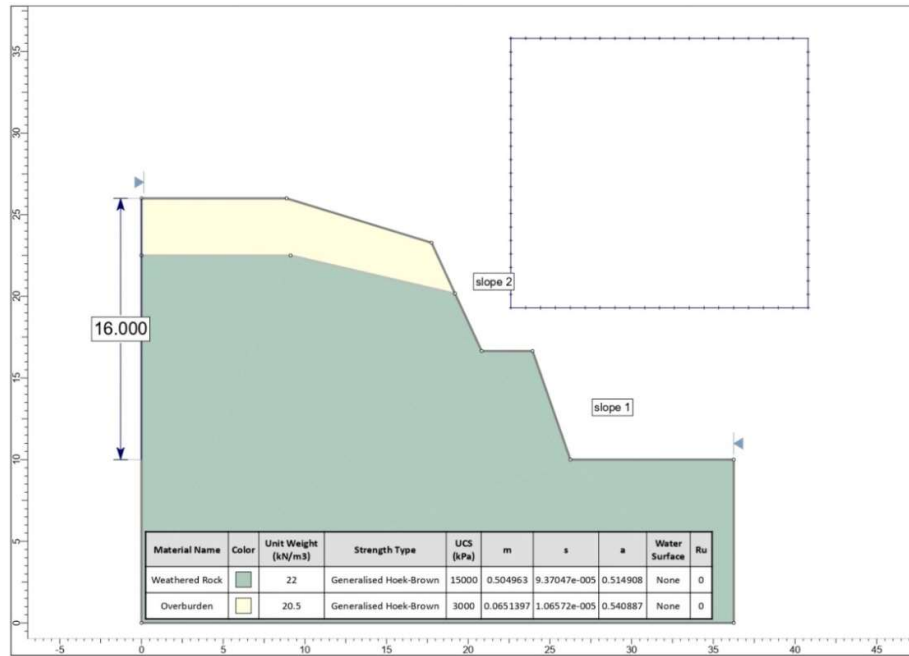 35
30
25
20
15
10
5
0
16.000
slope 2
slope 1
Material Name Color Unit Weight (kN/m3) Strength Type UCS (kPa) m s a Water Surface Ru
Weathered Rock 22 Generalised Hoek-Brown 15000 0.504963 9.37047e-005 0.514908 None 0
Overburden 20.5 Generalised Hoek-Brown 3000 0.0651397 1.06572e-005 0.540887 None 0
-5 0 5 10 15 20 25 30 35 40 45